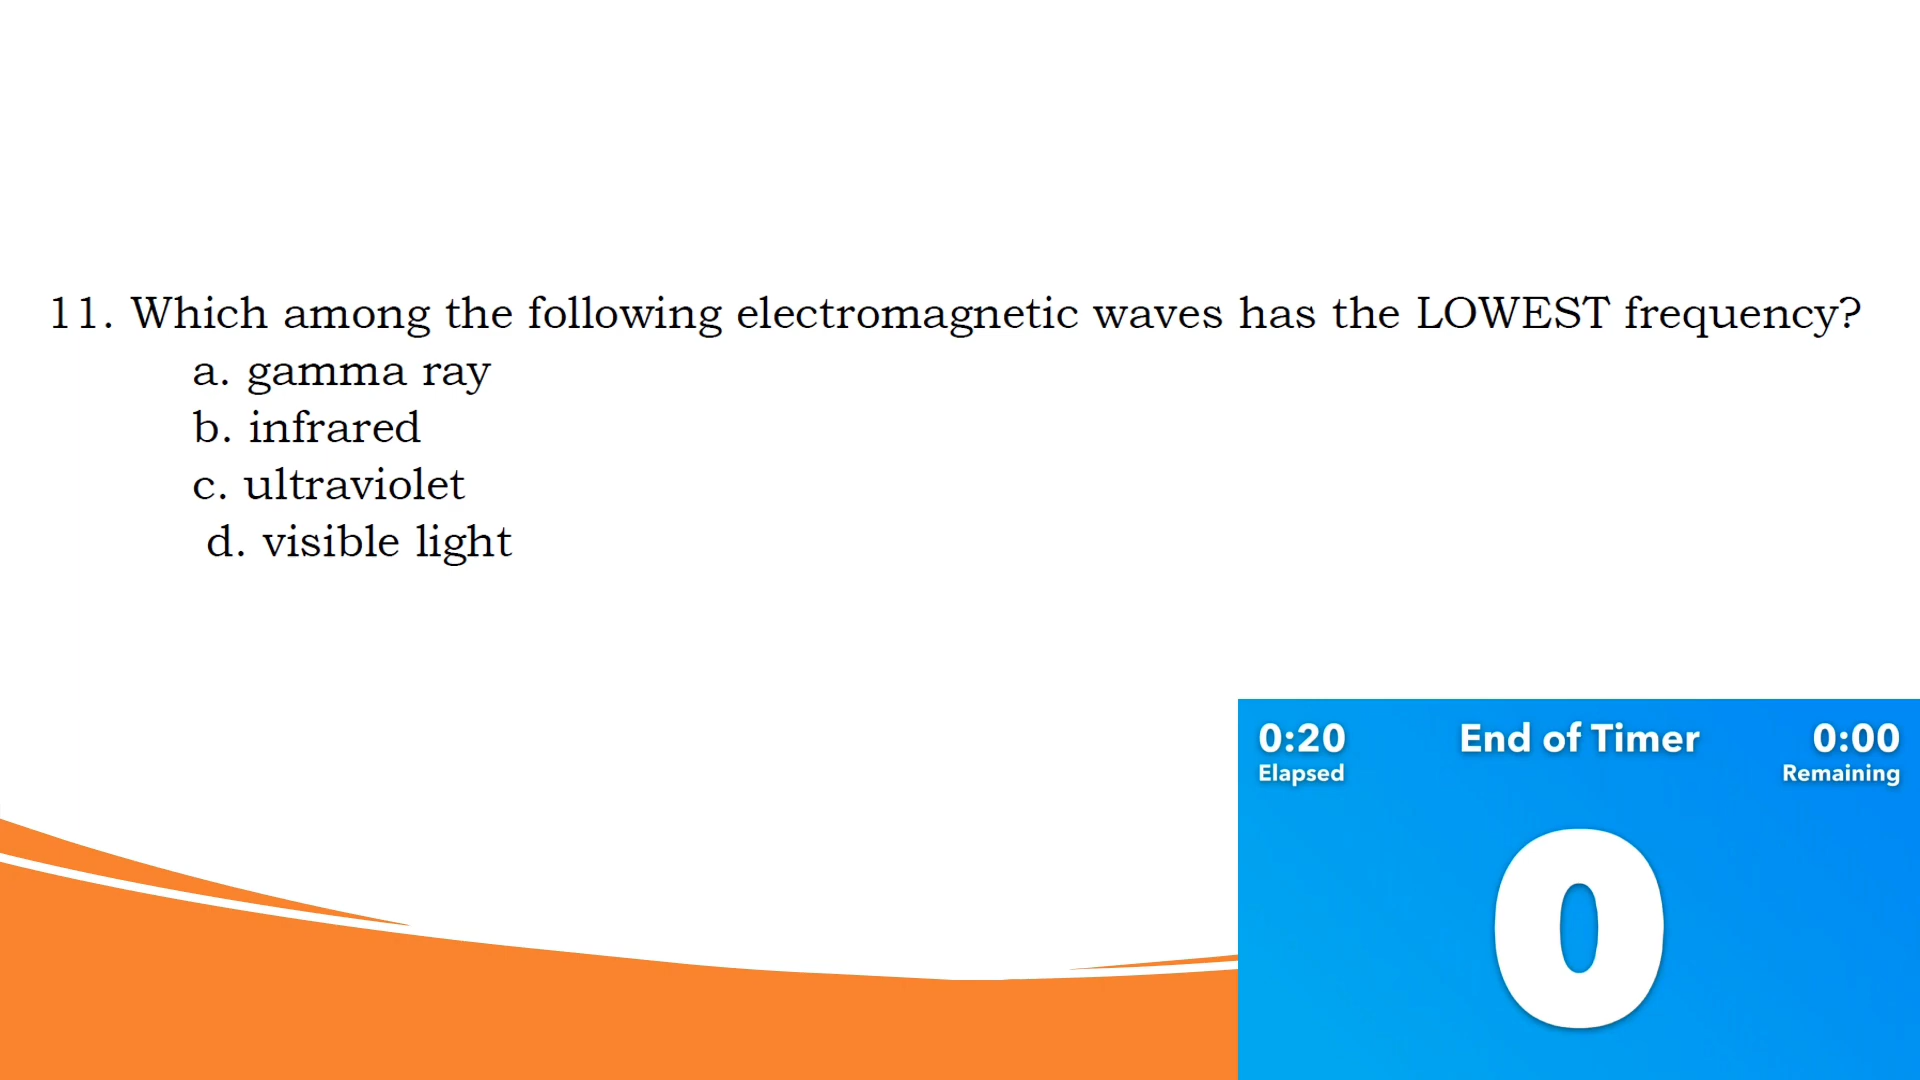 11. Which among the following electromagnetic waves has the LOWEST frequency?
a. gamma ray
b. infrared
c. ultraviolet
d. visible light
0:20 End of Timer 0:00
Elapsed Remaining
0